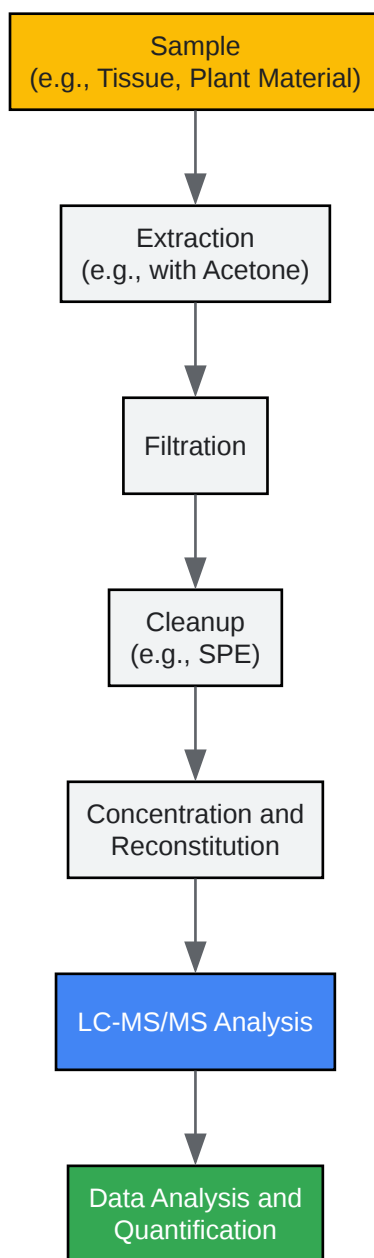 Sample
(e.g., Tissue, Plant Material)
Extraction
(e.g., with Acetone)
Filtration
Cleanup
(e.g., SPE)
Concentration and
Reconstitution
LC-MS/MS Analysis
Data Analysis and
Quantification